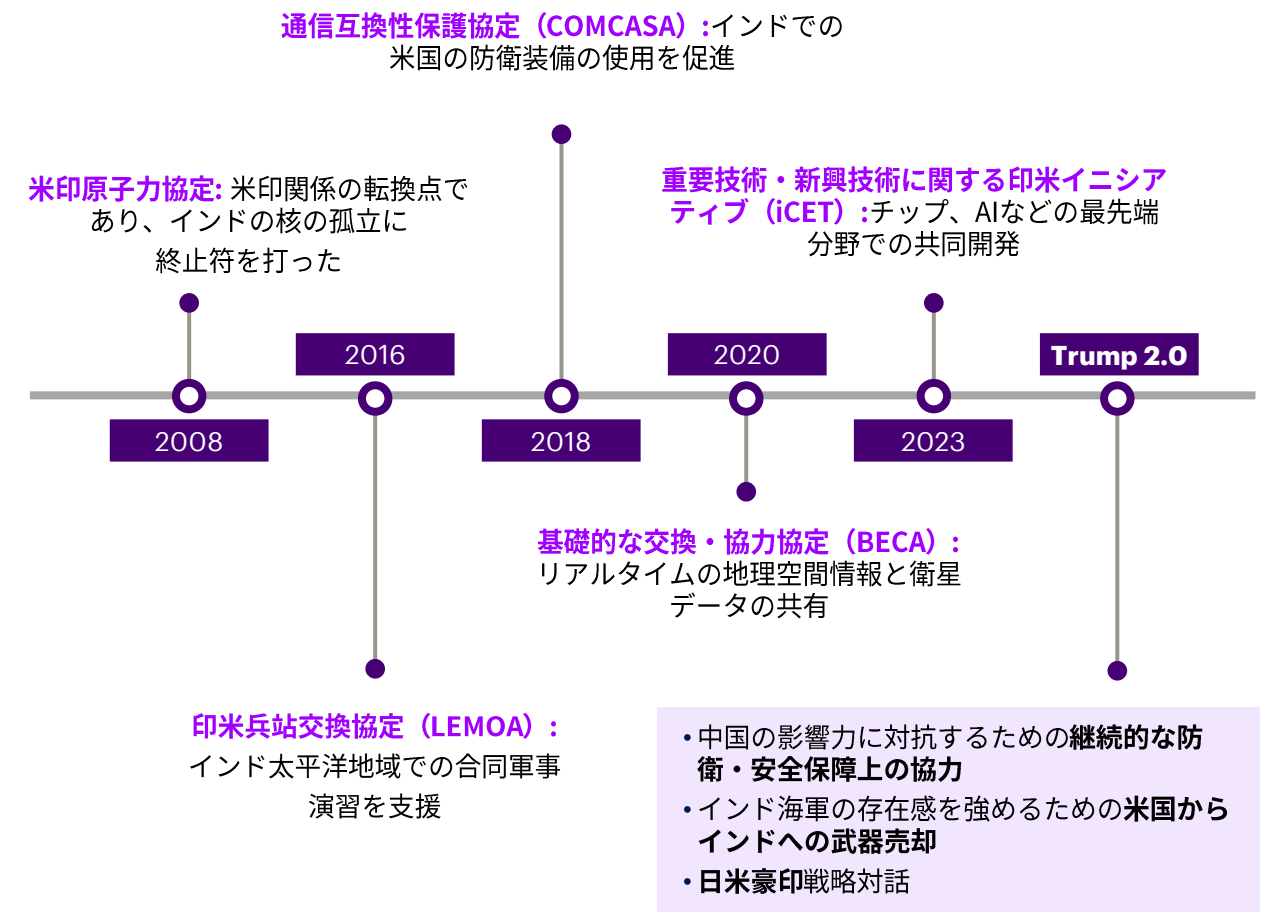 通信互換性保護協定（COMCASA）:インドでの
米国の防衛装備の使用を促進
米印原子力協定: 米印関係の転換点で
あり、インドの核の孤立に
終止符を打った
重要技術・新興技術に関する印米イニシア
ティブ（iCET）:チップ、AIなどの最先端
分野での共同開発
2016
2020
Trump 2.0
2008
2018
2023
基礎的な交換・協力協定（BECA）:
リアルタイムの地理空間情報と衛星
データの共有
印米兵站交換協定（LEMOA）:
インド太平洋地域での合同軍事
演習を支援
•中国の影響力に対抗するための継続的な防
衛・安全保障上の協力
•インド海軍の存在感を強めるための米国から
インドへの武器売却
•日米豪印戦略対話